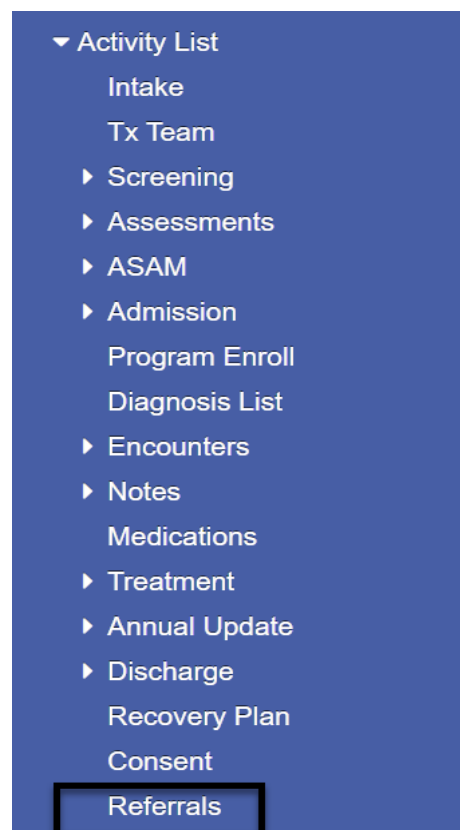 Activity List
Intake
Tx Team
Screening
Assessments
ASAM
Admission
Program Enroll
Diagnosis List
Encounters
Notes
Medications
Treatment
Annual Update
Discharge
Recovery Plan
Consent
Referrals